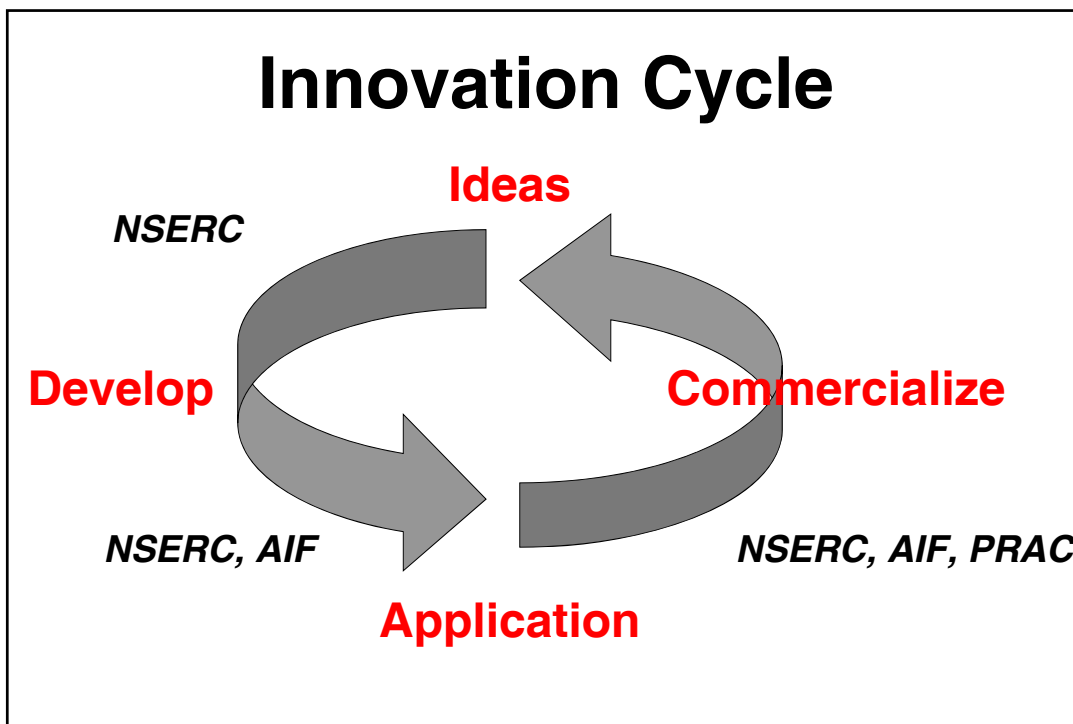 Innovation Cycle
Ideas
NSERC
Develop
Commercialize
NSERC, AIF
NSERC, AIF, PRAC
Application